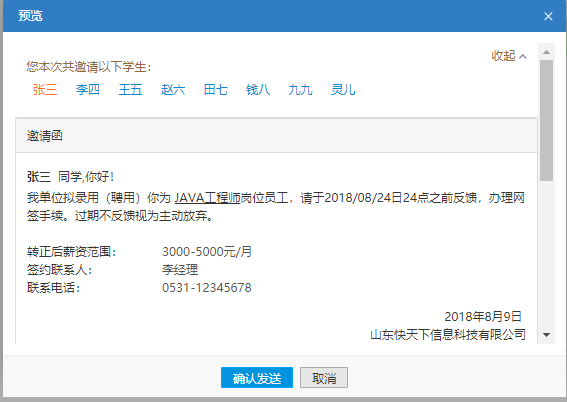 预览
收起
您本次共邀请以下学生：
张三 李四 王五 赵六 田七 钱八 九九 灵儿
邀请函
张三 同学,你好！
我单位拟录用（聘用）你为 JAVA工程师岗位员工，请于2018/08/24日24点之前反馈，办理网
签手续。过期不反馈视为主动放弃。
转正后薪资范围： 3000-5000元/月
签约联系人： 李经理
联系电话： 0531-12345678
2018年8月9日
山东快天下信息科技有限公司
确认发送 取消